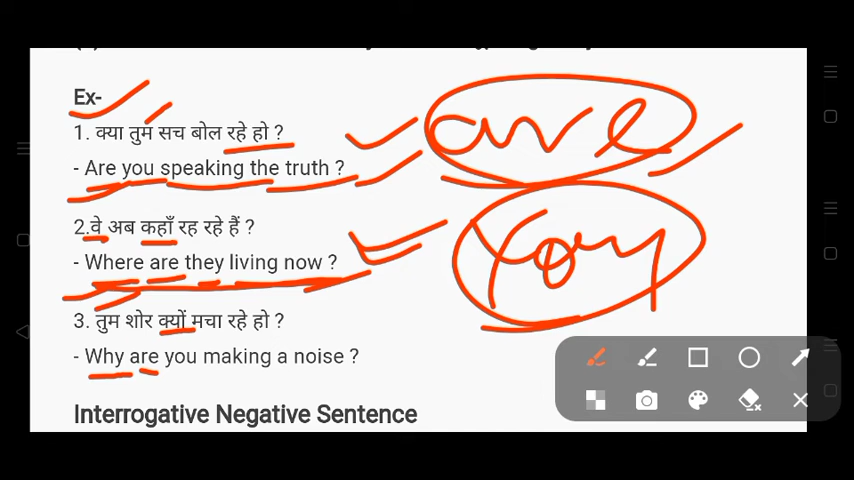 Ex-
1. क्या तुम सच बोल रहे हो ?
are
- Are you speaking the truth ?
2.वे अब कहाँ रह रहे हैं ?
- Where are they living now ?
3. तुम शोर क्यों मचा रहे हो ?
- Why are you making a noise ?
Interrogative Negative Sentence